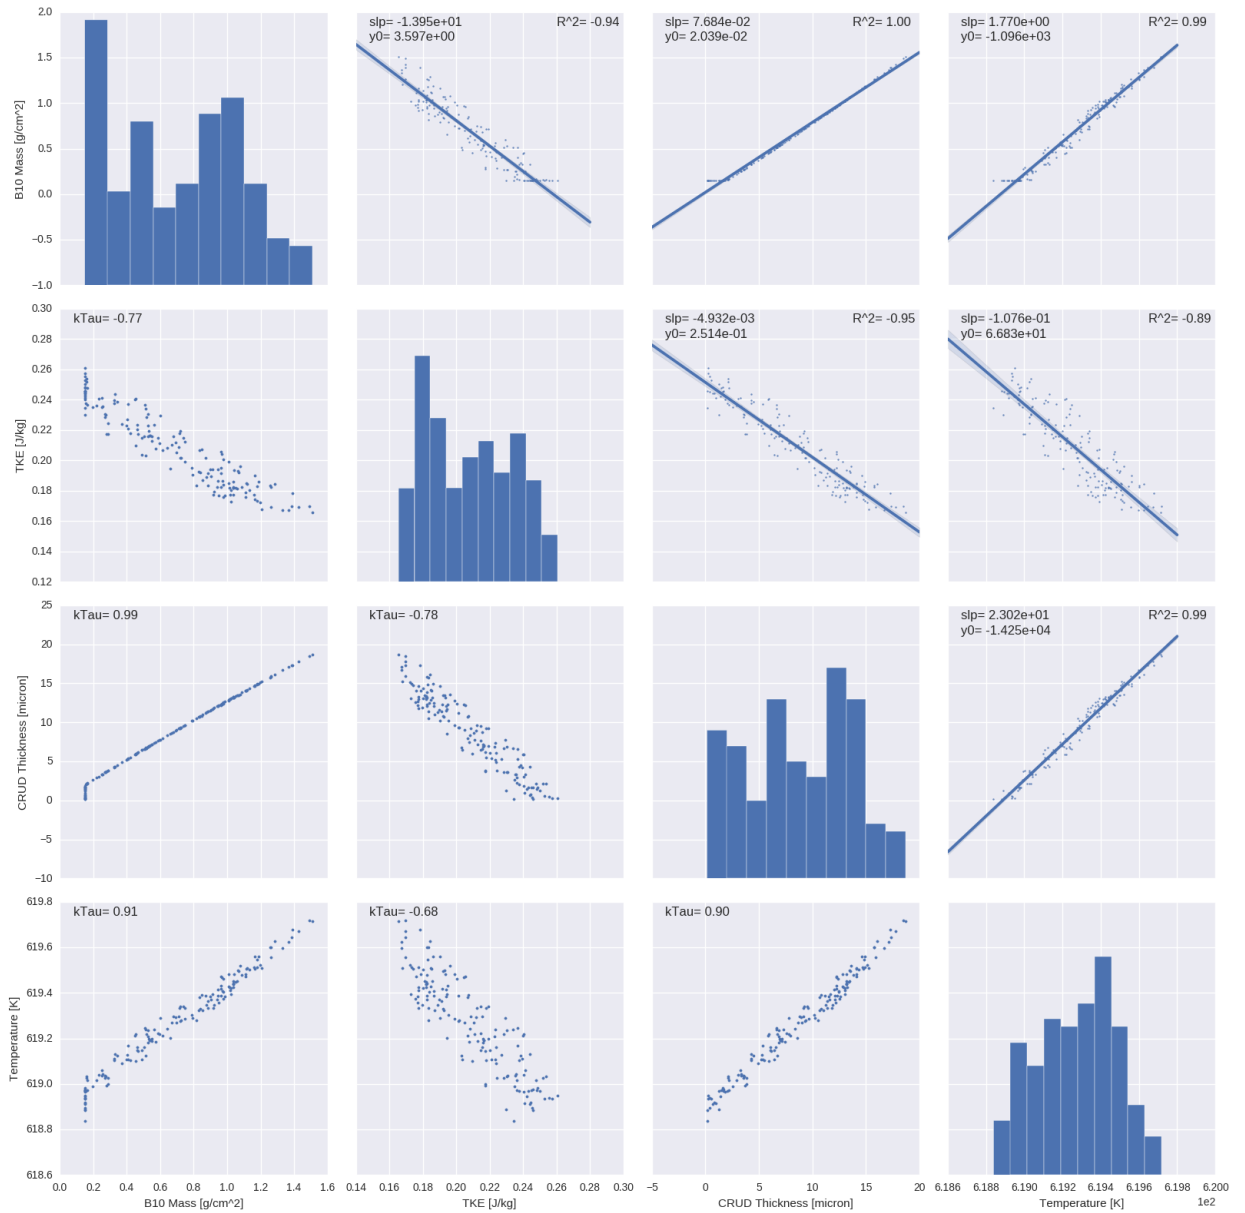 2.0
1.5
1.0
0.5
0.0
−0.5
−1.0
B10 Mass [g/cm^2]
slp= -1.395e+01 R^2= -0.94
y0= 3.597e+00
slp= 7.684e-02 R^2= 1.00
y0= 2.039e-02
slp= 1.770e+00 R^2= 0.99
y0= -1.096e+03
0.30
0.28
0.26
0.24
0.22
0.20
0.18
0.16
0.14
0.12
TKE [J/kg]
kTau= -0.77
slp= -4.932e-03 R^2= -0.95
y0= 2.514e-01
slp= -1.076e-01 R^2= -0.89
y0= 6.683e+01
25
20
15
10
5
0
−5
−10
CRUD Thickness [micron]
kTau= 0.99
kTau= -0.78
slp= 2.302e+01 R^2= 0.99
y0= -1.425e+04
619.8
619.6
619.4
619.2
619.0
618.8
618.6
Temperature [K]
kTau= 0.91
kTau= -0.68
kTau= 0.90
0.0 0.2 0.4 0.6 0.8 1.0 1.2 1.4 1.6
B10 Mass [g/cm^2]
0.14 0.16 0.18 0.20 0.22 0.24 0.26 0.28 0.30
TKE [J/kg]
−5 0 5 10 15 20
CRUD Thickness [micron]
6.186 6.188 6.190 6.192 6.194 6.196 6.198 6.200
Temperature [K]
1e2